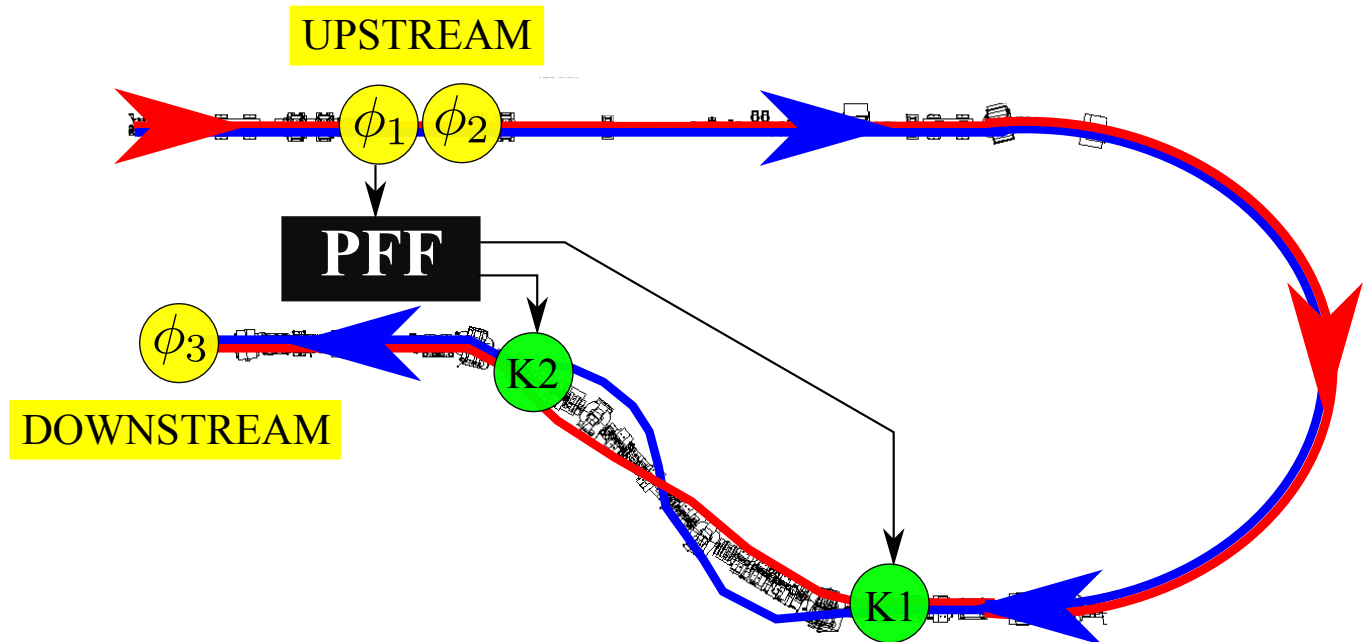 UPSTREAM
ϕ1 ϕ2
PFF
ϕ3
K2
DOWNSTREAM
K1